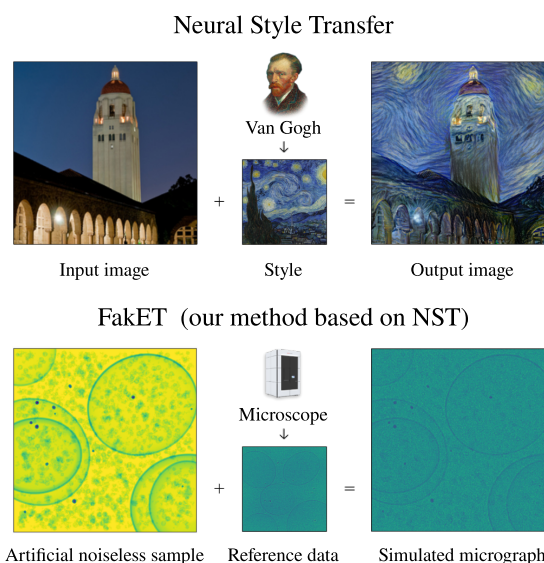 Neural Style Transfer
Van Gogh
↓
+
=
Input image
Style
Output image
FakET (our method based on NST)
Microscope
↓
+
=
Artificial noiseless sample
Reference data
Simulated micrograph